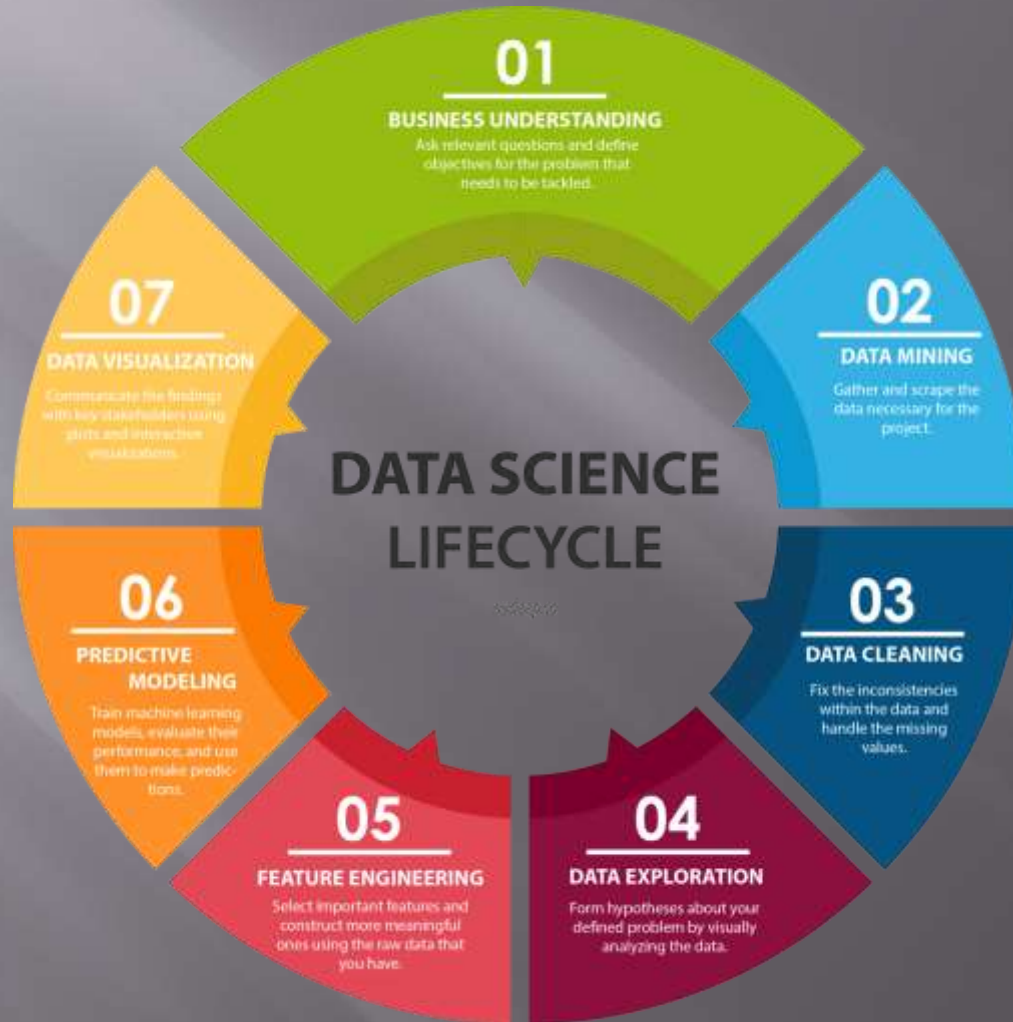 01
BUSINESS UNDERSTANDING
Ask relevant questions and define
objectives for the problem that
needs to be tackled.
02
DATA MINING
Gather and scrape the
data necessary for the
project.
03
DATA CLEANING
Fix the inconsistencies
within the data and
handle the missing
values.
04
DATA EXPLORATION
Form hypotheses about your
defined problem by visually
analyzing the data.
05
FEATURE ENGINEERING
Select important features and
construct more meaningful
ones using the raw data that
you have.
06
PREDICTIVE
MODELING
Train machine learning
models, evaluate their
performance, and use
them to make predic-
tions.
07
DATA VISUALIZATION
Communicate the findings
with key stakeholders using
plots and interactive
visualizations.
DATA SCIENCE
LIFECYCLE